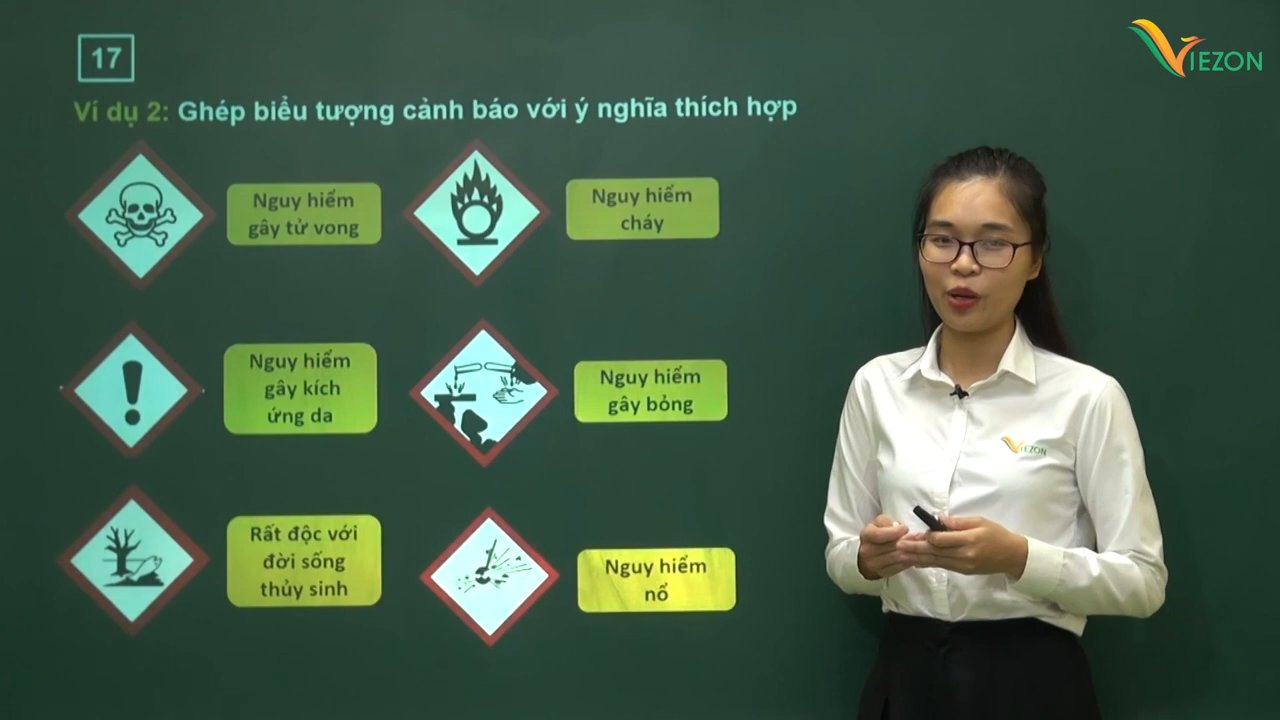 17
VIEZON
Ví dụ 2: Ghép biểu tượng cảnh báo với ý nghĩa thích hợp
Nguy hiểm
gây tử vong
Nguy hiểm
cháy
Nguy hiểm
gây kích
ứng da
Nguy hiểm
gây bỏng
VIEZON
Rất độc với
đời sống
thủy sinh
Nguy hiểm
nổ